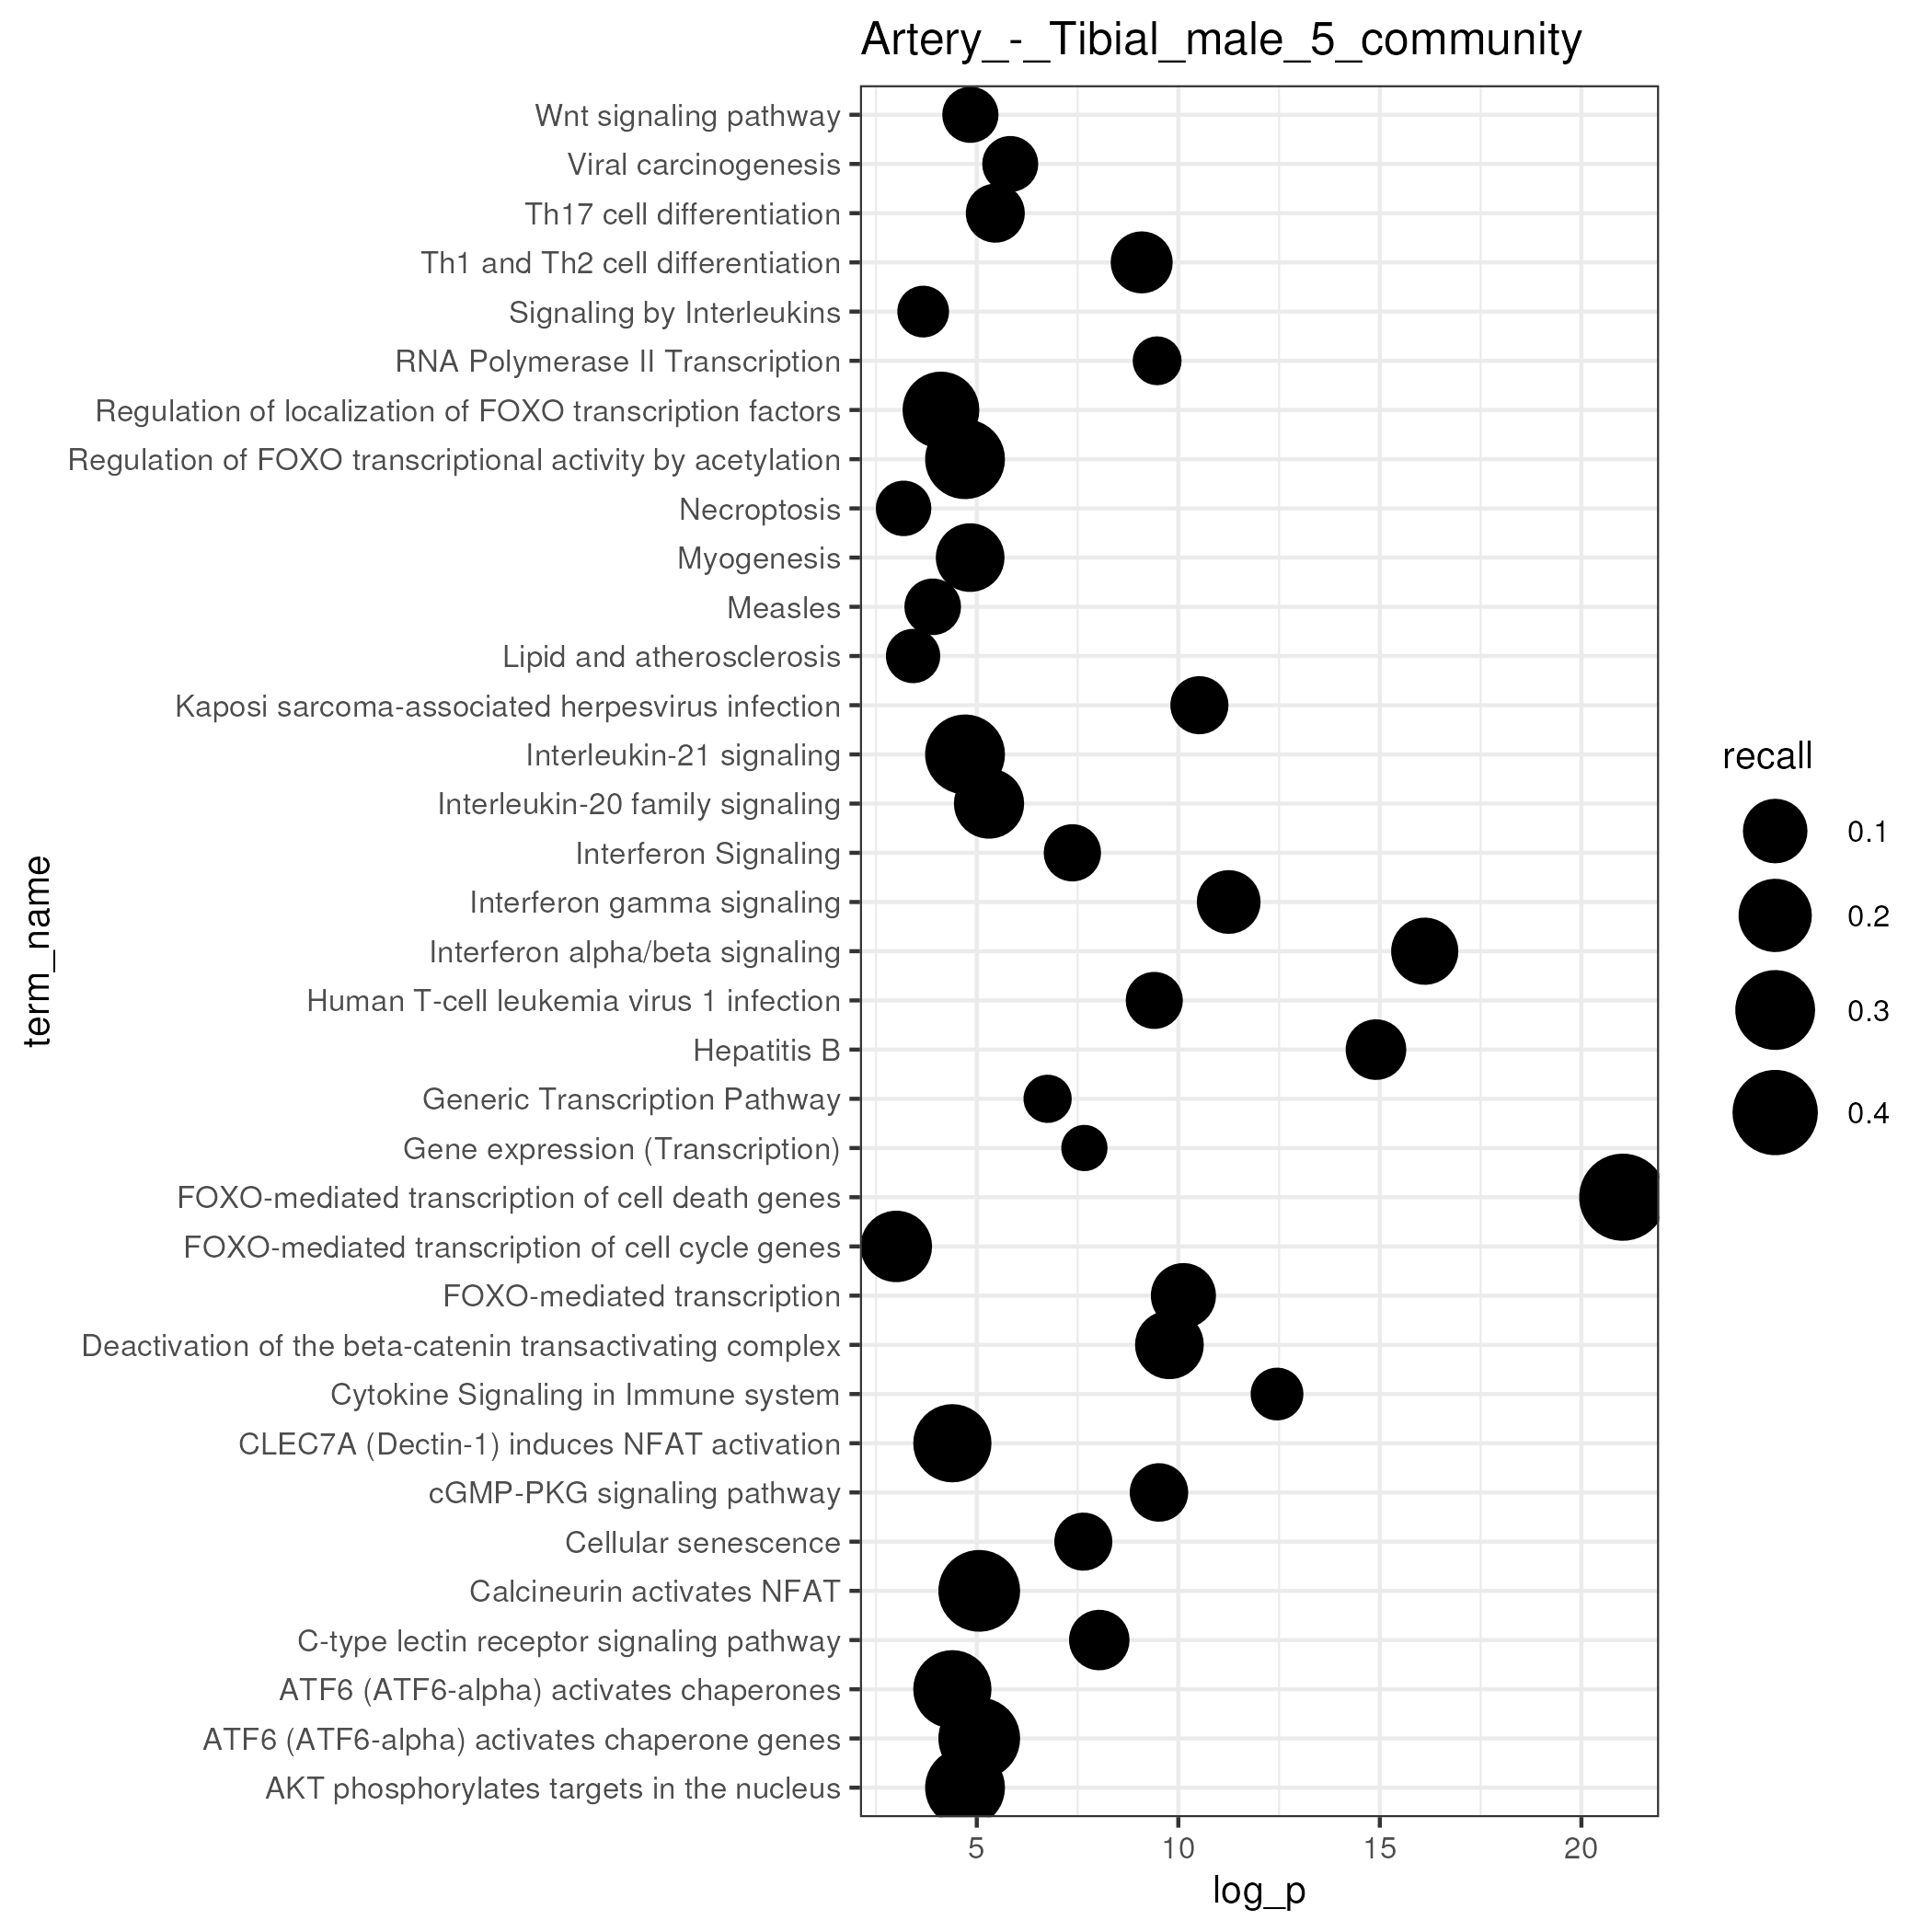 Artery_-_Tibial_male_5_community
Wnt signaling pathway
Viral carcinogenesis
Th17 cell differentiation
Th1 and Th2 cell differentiation
Signaling by Interleukins
RNA Polymerase II Transcription
Regulation of localization of FOXO transcription factors
Regulation of FOXO transcriptional activity by acetylation
Necroptosis
Myogenesis
Measles
Lipid and atherosclerosis
Kaposi sarcoma-associated herpesvirus infection
Interleukin-21 signaling
Interleukin-20 family signaling
Interferon Signaling
Interferon gamma signaling
Interferon alpha/beta signaling
Human T-cell leukemia virus 1 infection
Hepatitis B
Generic Transcription Pathway
Gene expression (Transcription)
FOXO-mediated transcription of cell death genes
FOXO-mediated transcription of cell cycle genes
FOXO-mediated transcription
Deactivation of the beta-catenin transactivating complex
Cytokine Signaling in Immune system
CLEC7A (Dectin-1) induces NFAT activation
cGMP-PKG signaling pathway
Cellular senescence
Calcineurin activates NFAT
C-type lectin receptor signaling pathway
ATF6 (ATF6-alpha) activates chaperones
ATF6 (ATF6-alpha) activates chaperone genes
AKT phosphorylates targets in the nucleus
term_name
5 10 15 20
log_p
recall
0.1
0.2
0.3
0.4